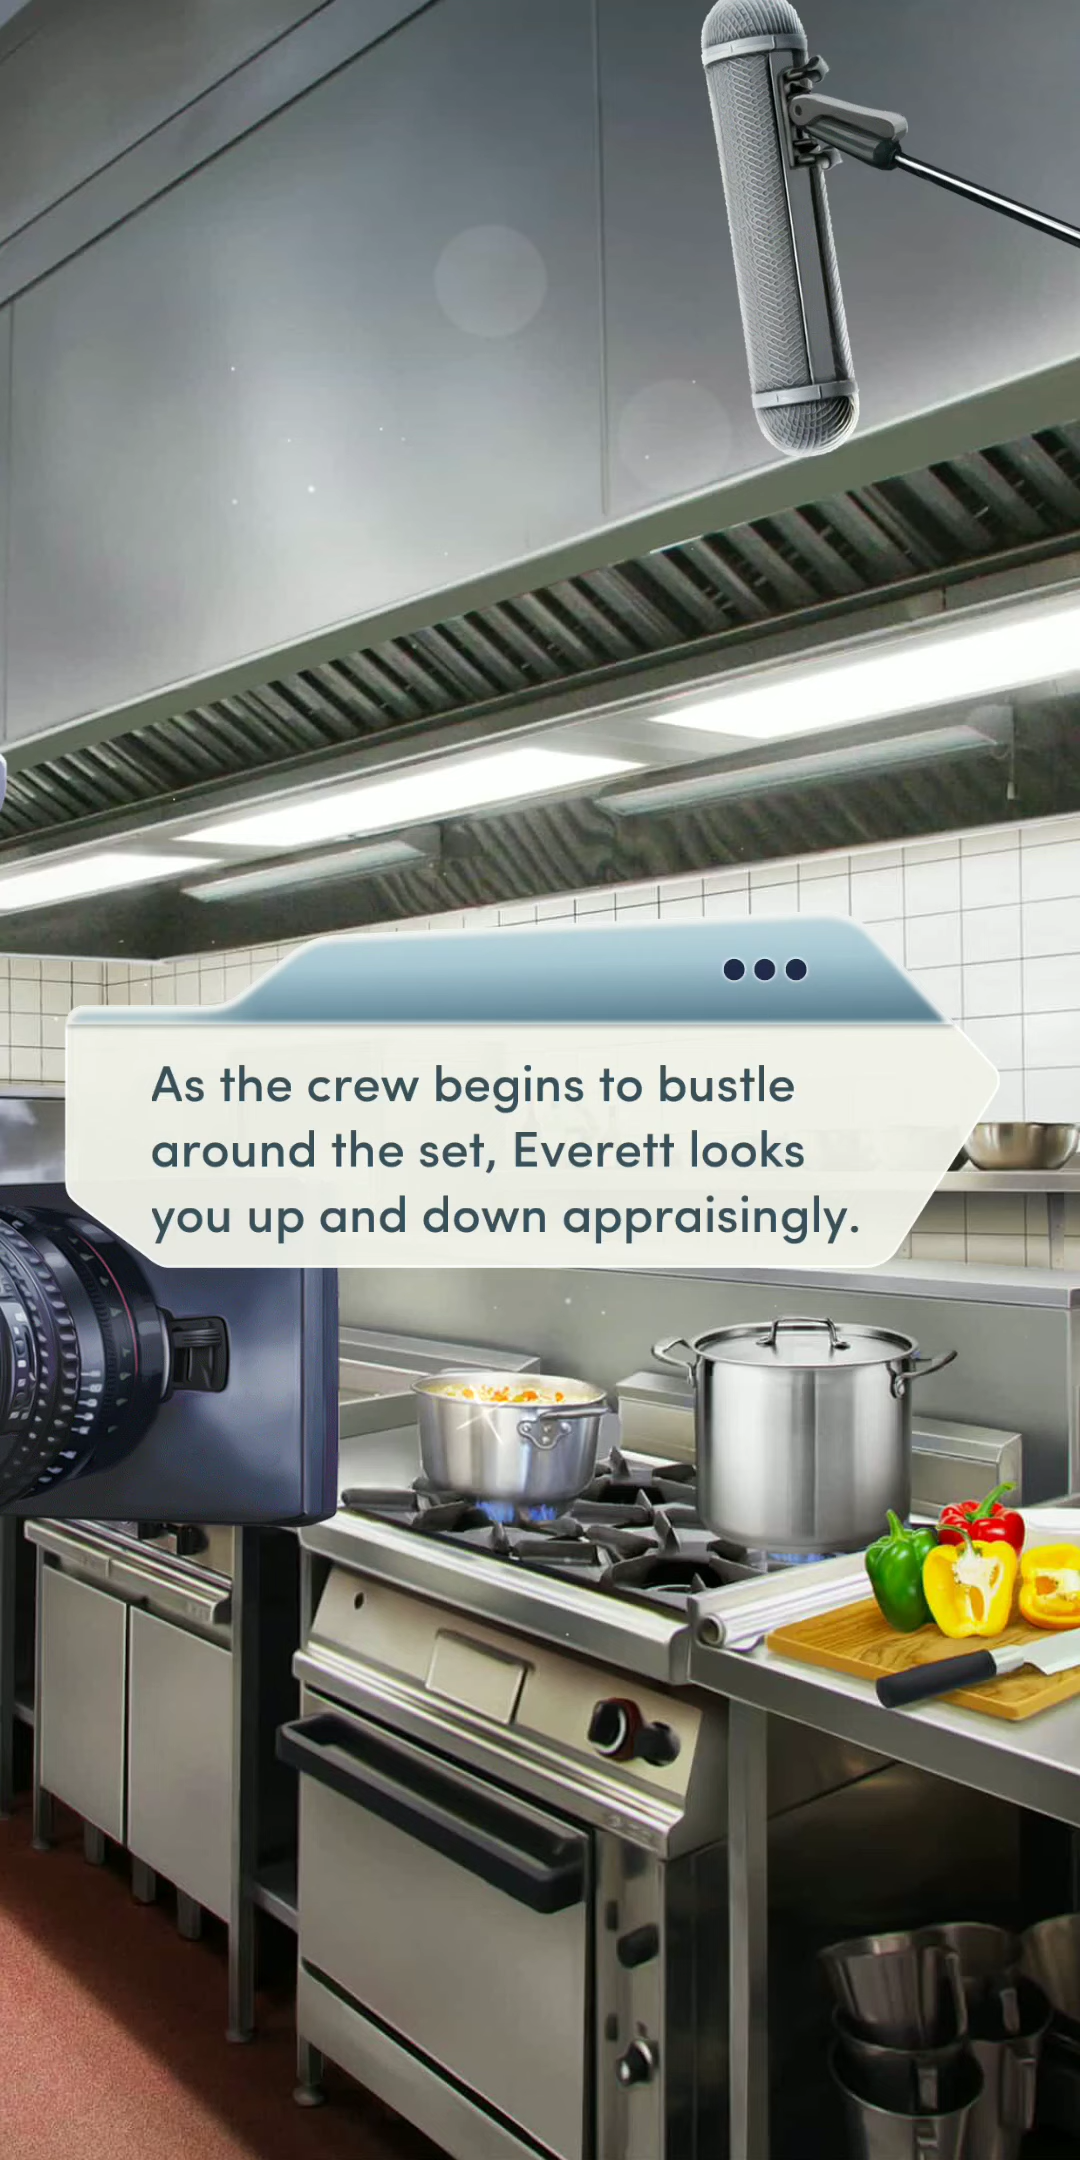 As the crew begins to bustle
around the set, Everett looks
you up and down appraisingly.